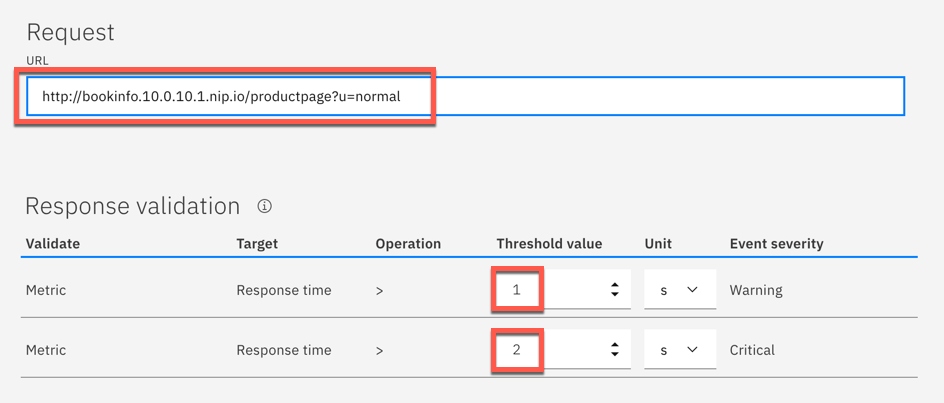 Request
URL
http://bookinfo.10.0.10.1.nip.io/productpage?u=normal
Response validation
Validate Target Operation Threshold value Unit Event severity
Metric Response time > 1 s Warning
Metric Response time > 2 s Critical